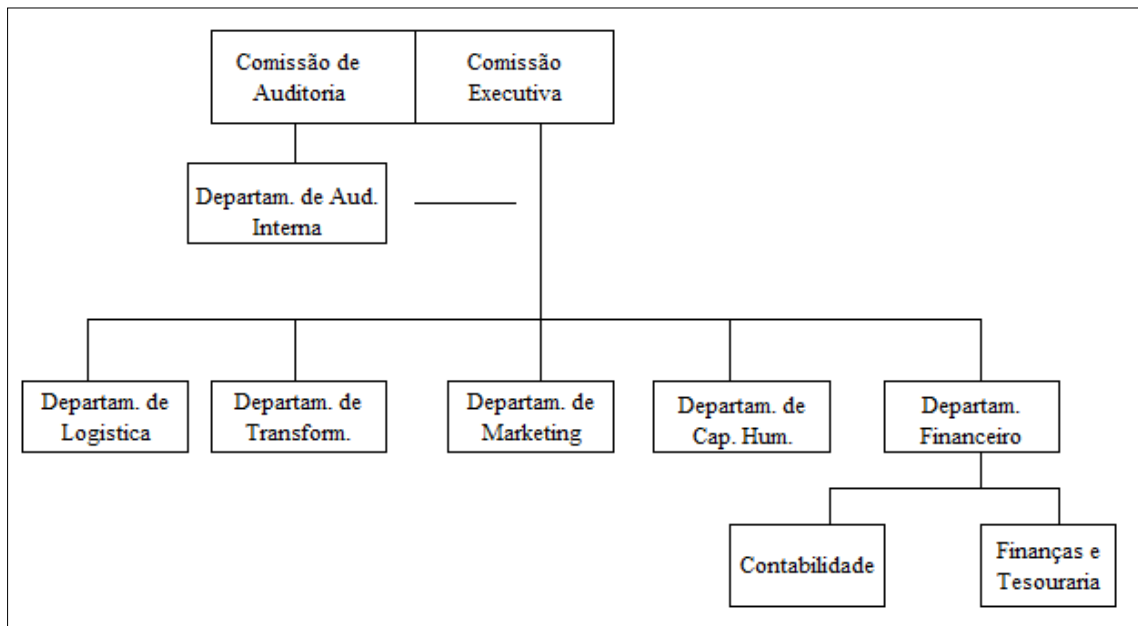 Comissão de
Auditoria
Comissão
Executiva
Departam. de Aud.
Interna
Departam. de
Logistica
Departam. de
Transform.
Departam. de
Marketing
Departam. de
Cap. Hum.
Departam.
Financeiro
Contabilidade
Finanças e
Tesouraria